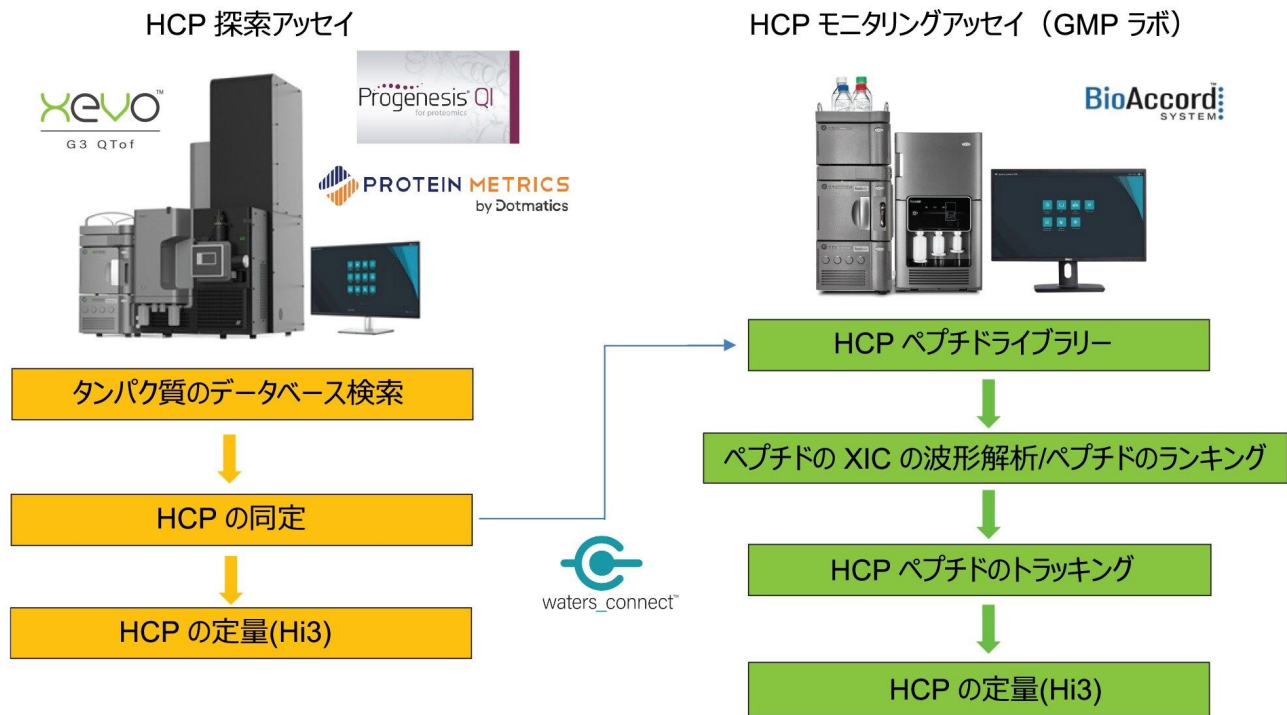 HCP 探索アッセイ
xevo™
G3 QTof
Progenesis® QI
for proteomics
PROTEIN METRICS
by Dotmatics
タンパク質のデータベース検索
HCP の同定
HCP の定量(Hi3)
waters_connect™
HCP モニタリングアッセイ（GMP ラボ）
BioAccord™
SYSTEM
HCP ペプチドライブラリー
ペプチドの XIC の波形解析/ペプチドのランキング
HCP ペプチドのトラッキング
HCP の定量(Hi3)